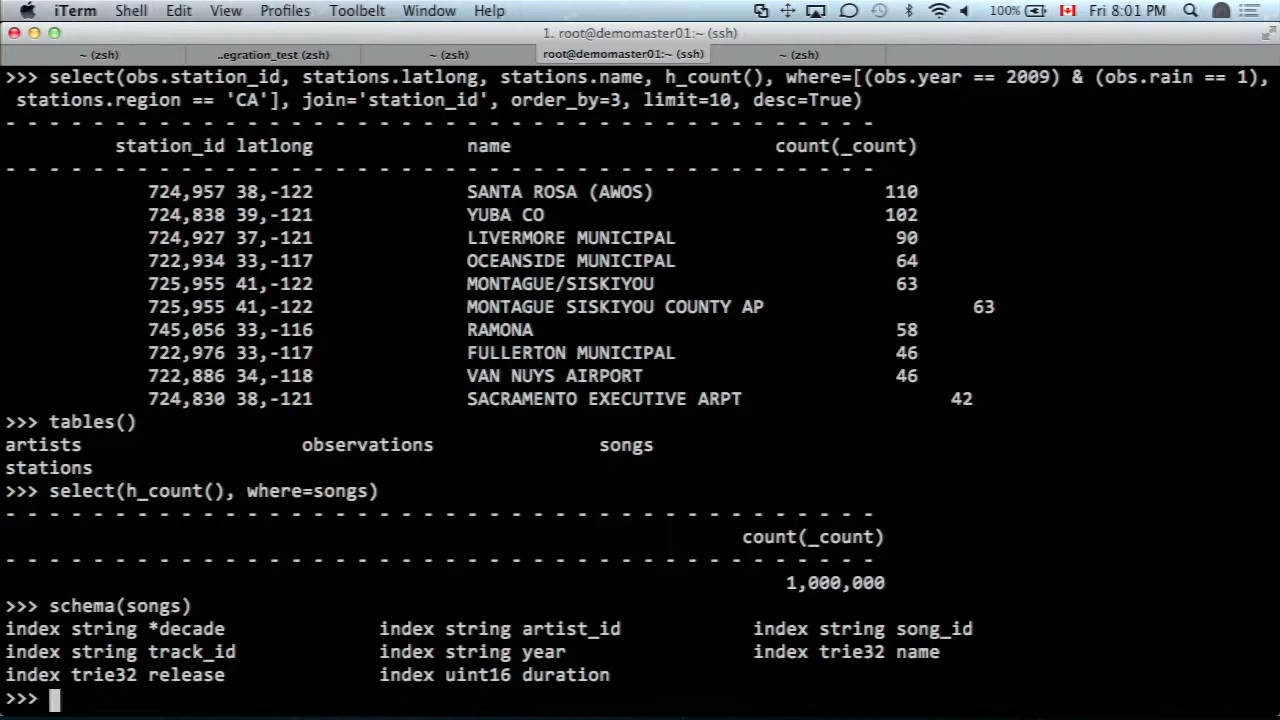 iTerm Shell Edit View Profiles Toolbelt Window Help 100% Fri 8:01 PM
1. root@demomaster01:~ (ssh)
~ (zsh) ..egration_test (zsh) ~ (zsh) root@demomaster01:~ (ssh) ~ (zsh)
>>> select(obs.station_id, stations.latlong, stations.name, h_count(), where=[(obs.year == 2009) & (obs.rain == 1),
stations.region == 'CA'], join='station_id', order_by=3, limit=10, desc=True)
- - - - - - - - - - - - - - - - - - - - - - - - - - - - - - - - - - - - - - - -
station_id latlong name count(_count)
- - - - - - - - - - - - - - - - - - - - - - - - - - - - - - - - - - - - - - - -
724,957 38,-122 SANTA ROSA (AWOS) 110
724,838 39,-121 YUBA CO 102
724,927 37,-121 LIVERMORE MUNICIPAL 90
722,934 33,-117 OCEANSIDE MUNICIPAL 64
725,955 41,-122 MONTAGUE/SISKIYOU 63
725,955 41,-122 MONTAGUE SISKIYOU COUNTY AP 63
745,056 33,-116 RAMONA 58
722,976 33,-117 FULLERTON MUNICIPAL 46
722,886 34,-118 VAN NUYS AIRPORT 46
724,830 38,-121 SACRAMENTO EXECUTIVE ARPT 42
>>> tables()
artists observations songs
stations
>>> select(h_count(), where=songs)
- - - - - - - - - - - - - - - - - - - - - - - - - - - - - - - - - - - - - - - -
count(_count)
- - - - - - - - - - - - - - - - - - - - - - - - - - - - - - - - - - - - - - - -
1,000,000
>>> schema(songs)
index string *decade index string artist_id index string song_id
index string track_id index string year index trie32 name
index trie32 release index uint16 duration
>>>